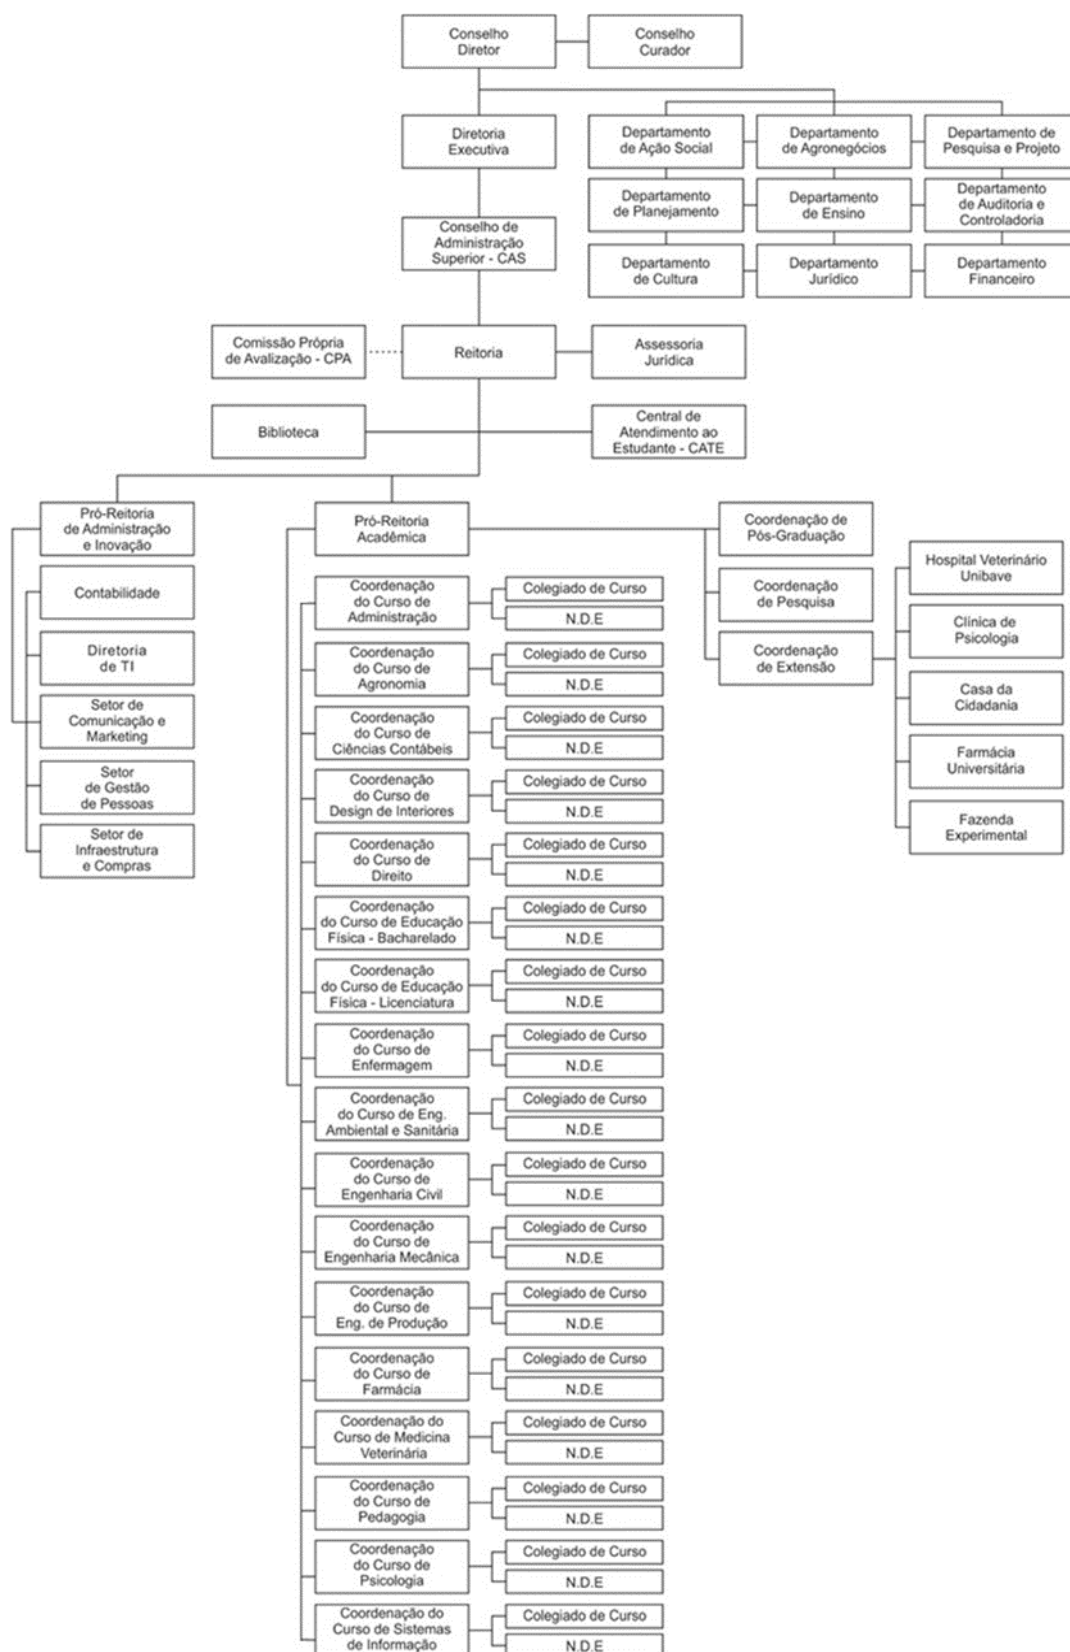 Conselho
Diretor
Conselho
Curador
Diretoria
Executiva
Departamento
de Ação Social
Departamento
de Agronegócios
Departamento de
Pesquisa e Projeto
Departamento
de Planejamento
Departamento
de Ensino
Departamento
de Auditoria e
Controladoria
Conselho de
Administração
Superior - CAS
Departamento
de Cultura
Departamento
Jurídico
Departamento
Financeiro
Comissão Própria
de Avalização - CPA
Reitoria
Assessoria
Jurídica
Biblioteca
Central de
Atendimento ao
Estudante - CATE
Pró-Reitoria
de Administração
e Inovação
Contabilidade
Diretoria
de TI
Setor de
Comunicação e
Marketing
Setor
de Gestão
de Pessoas
Setor de
Infraestrutura
e Compras
Pró-Reitoria
Acadêmica
Coordenação
do Curso de
Administração
Colegiado de Curso
N.D.E
Coordenação
do Curso de
Agronomia
Colegiado de Curso
N.D.E
Coordenação
do Curso de
Ciências Contábeis
Colegiado de Curso
N.D.E
Coordenação
do Curso de
Design de Interiores
Colegiado de Curso
N.D.E
Coordenação
do Curso de
Direito
Colegiado de Curso
N.D.E
Coordenação
do Curso de Educação
Física - Bacharelado
Colegiado de Curso
N.D.E
Coordenação
do Curso de Educação
Física - Licenciatura
Colegiado de Curso
N.D.E
Coordenação
do Curso de
Enfermagem
Colegiado de Curso
N.D.E
Coordenação
do Curso de Eng.
Ambiental e Sanitária
Colegiado de Curso
N.D.E
Coordenação
do Curso de
Engenharia Civil
Colegiado de Curso
N.D.E
Coordenação
do Curso de
Engenharia Mecânica
Colegiado de Curso
N.D.E
Coordenação
do Curso de
Eng. de Produção
Colegiado de Curso
N.D.E
Coordenação
do Curso de
Farmácia
Colegiado de Curso
N.D.E
Coordenação do
Curso de Medicina
Veterinária
Colegiado de Curso
N.D.E
Coordenação
do Curso de
Pedagogia
Colegiado de Curso
N.D.E
Coordenação
do Curso de
Psicologia
Colegiado de Curso
N.D.E
Coordenação do
Curso de Sistemas
de Informação
Colegiado de Curso
N.D.E
Coordenação de
Pós-Graduação
Coordenação
de Pesquisa
Coordenação
de Extensão
Hospital Veterinário
Unibave
Clínica de
Psicologia
Casa da
Cidadania
Farmácia
Universitária
Fazenda
Experimental